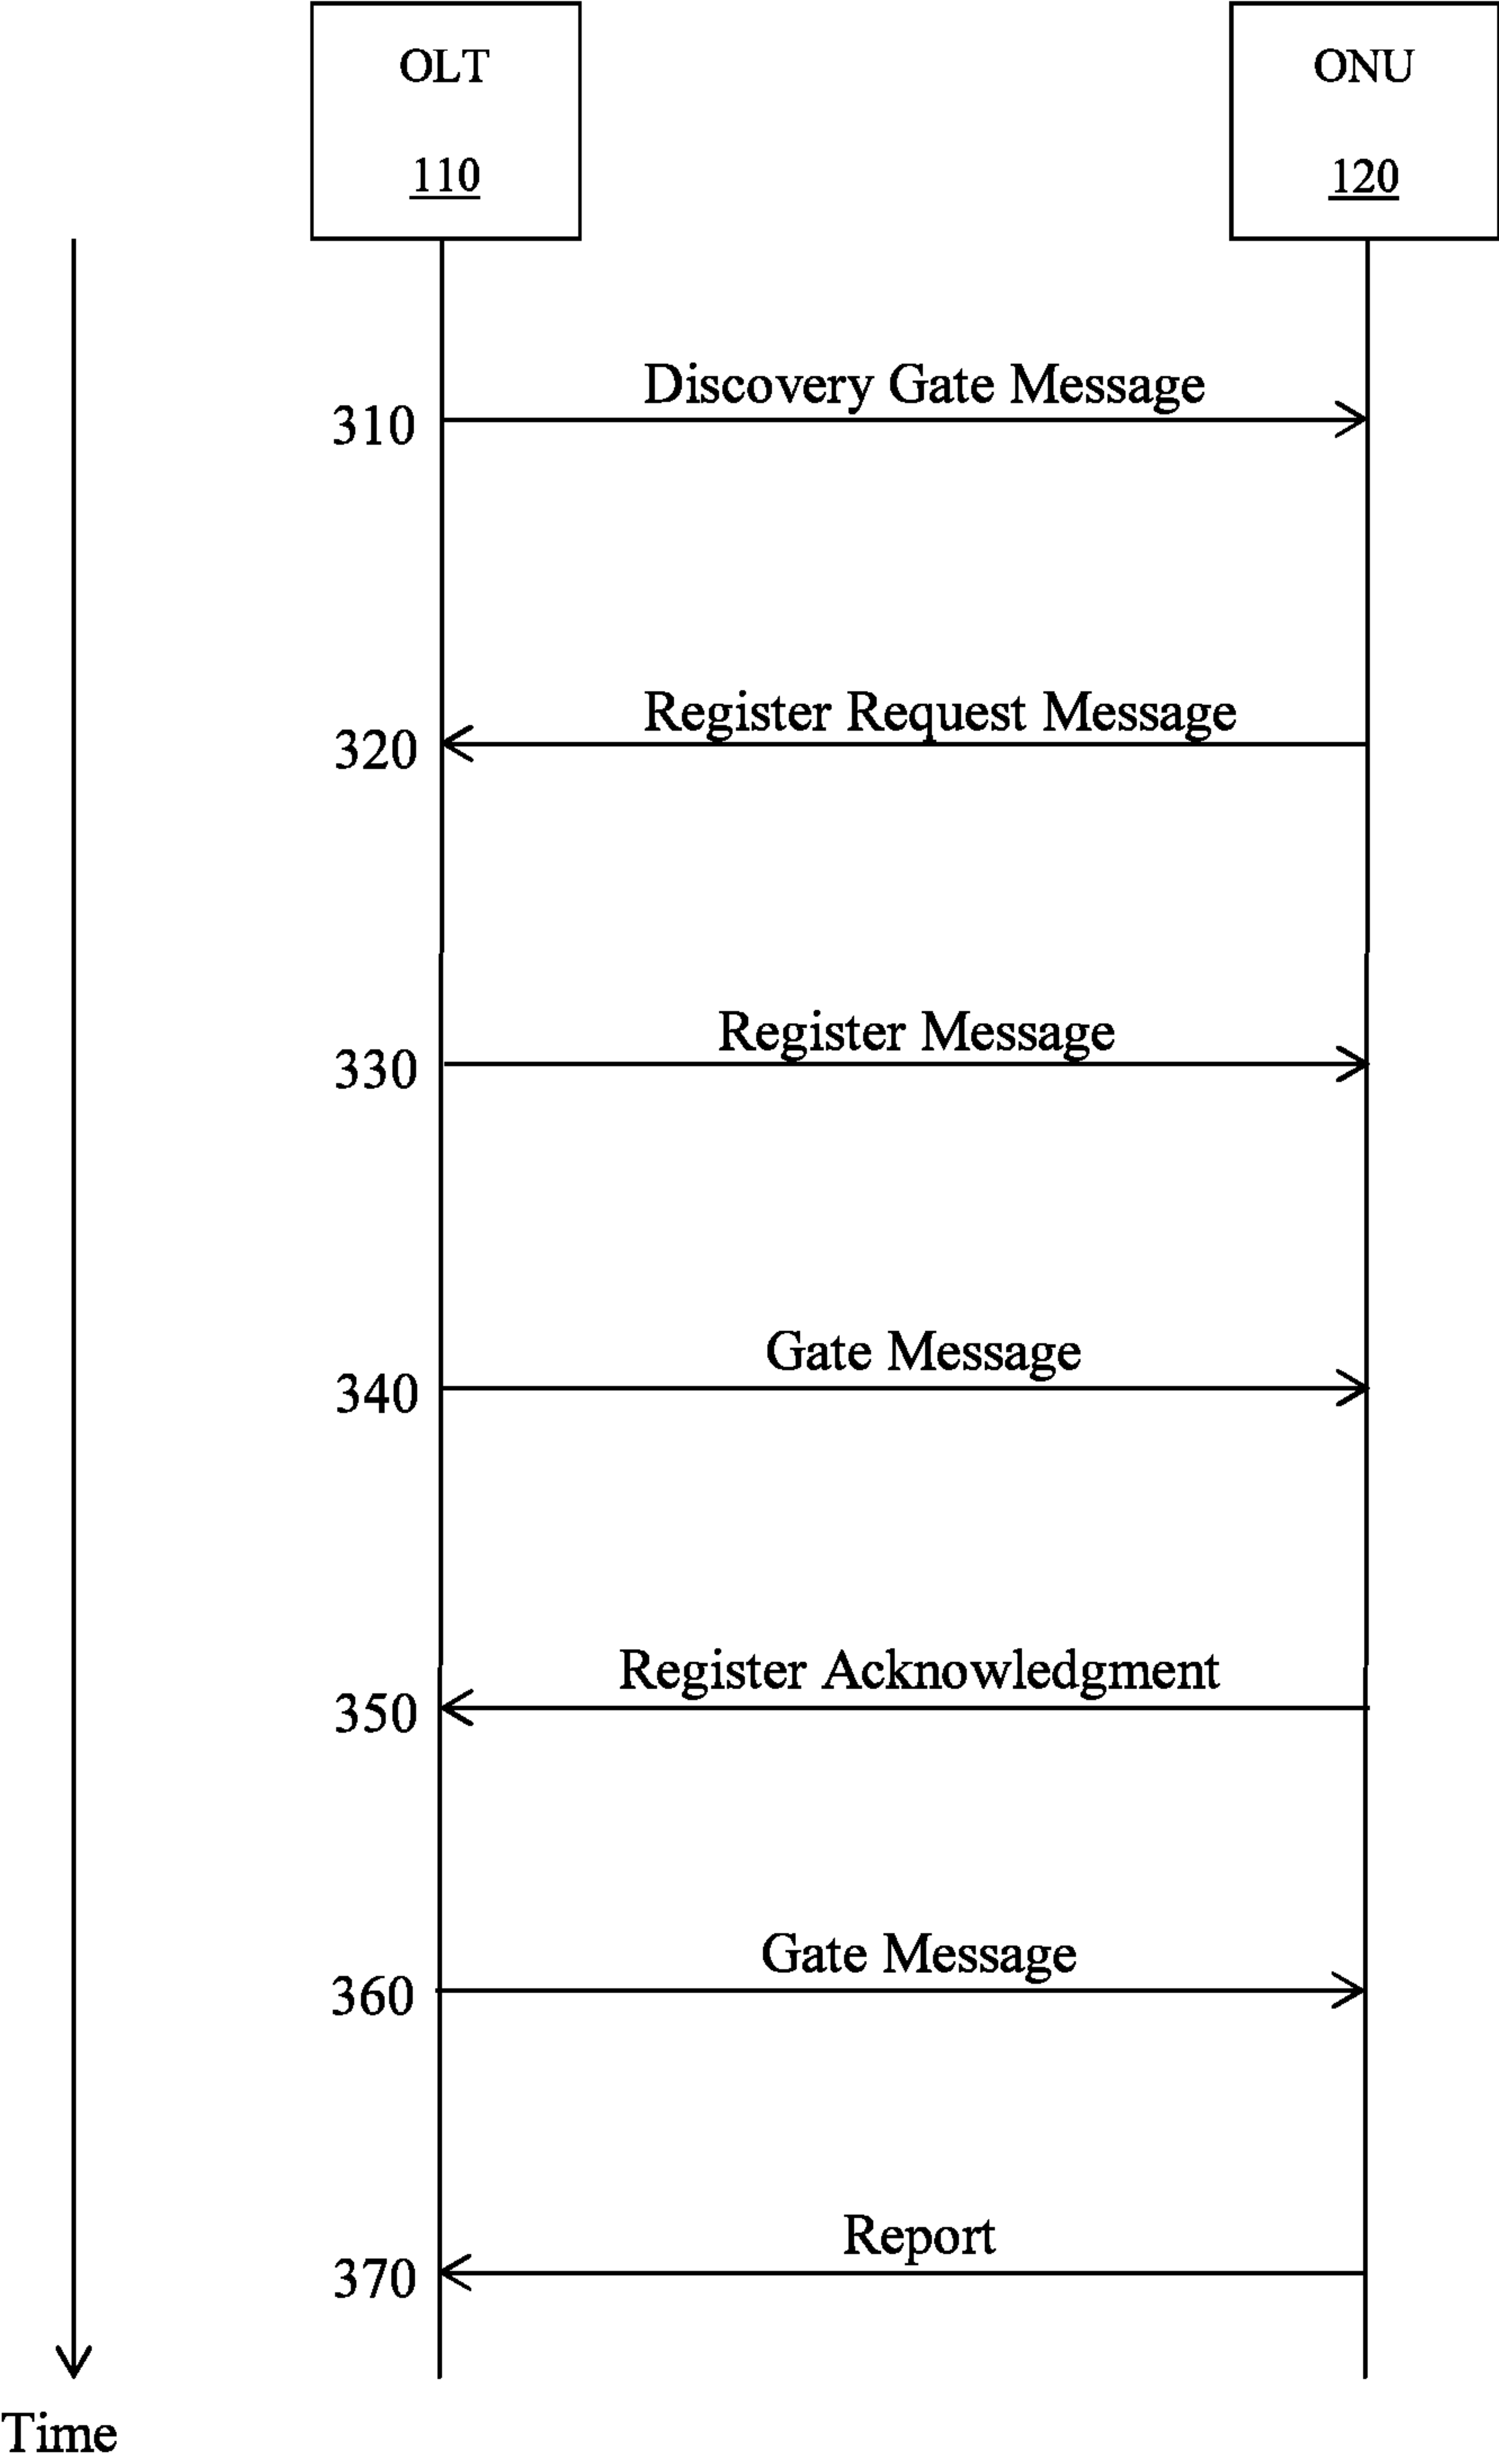 OLT
110
ONU
120
Discovery Gate Message
310
Register Request Message
320
Register Message
330
Gate Message
340
Register Acknowledgment
350
Gate Message
360
Report
370
Time